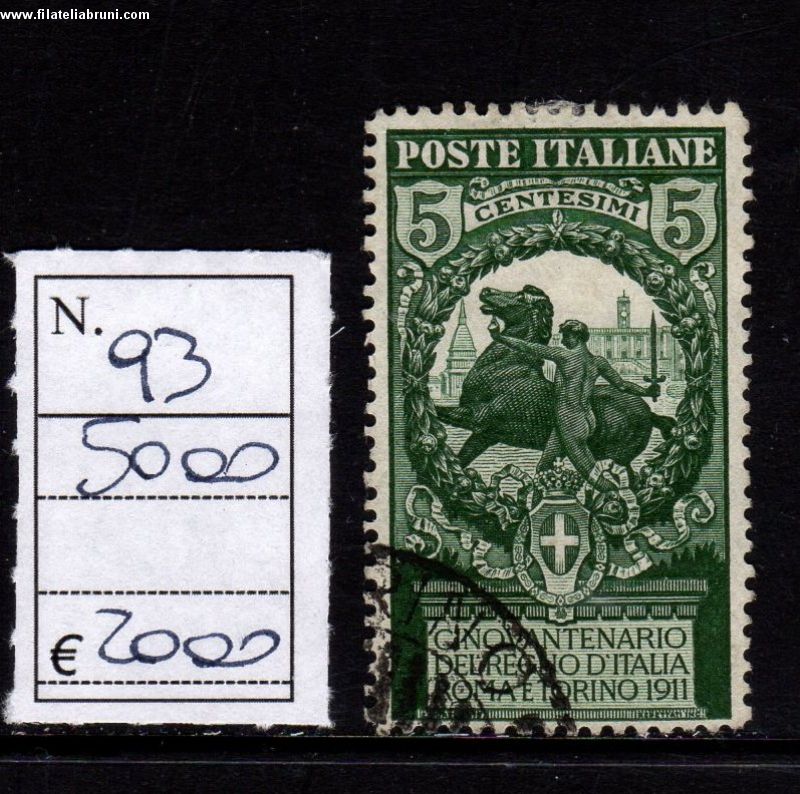 www.filateliabruni.com
N. 93
5000
€ 2000
POSTE ITALIANE
5 CENTESIMI 5
CINQVANTENARIO
DEL REGNO D'ITALIA
ROMA E TORINO 1911